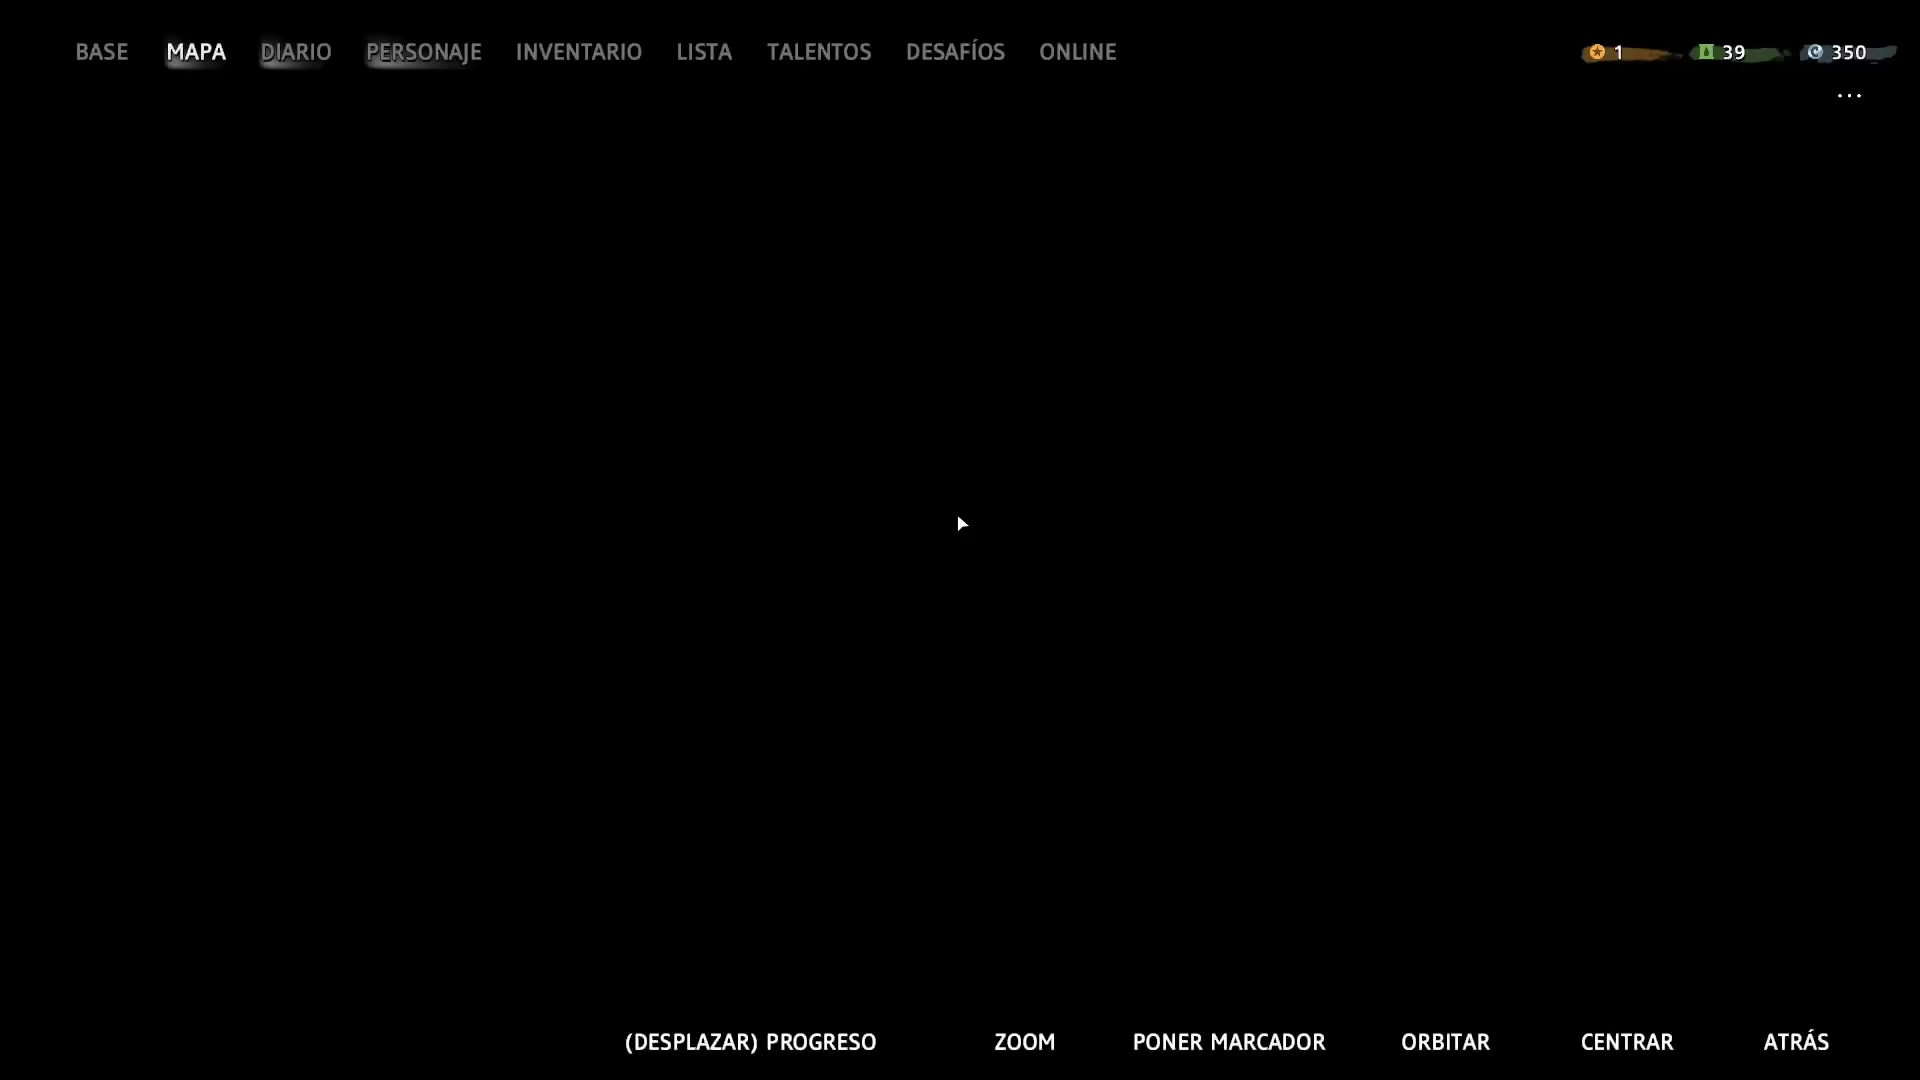 BASE MAPA DIARIO PERSONAJE INVENTARIO LISTA TALENTOS DESAFÍOS ONLINE 1 39 350
...
(DESPLAZAR) PROGRESO ZOOM PONER MARCADOR ORBITAR CENTRAR ATRÁS